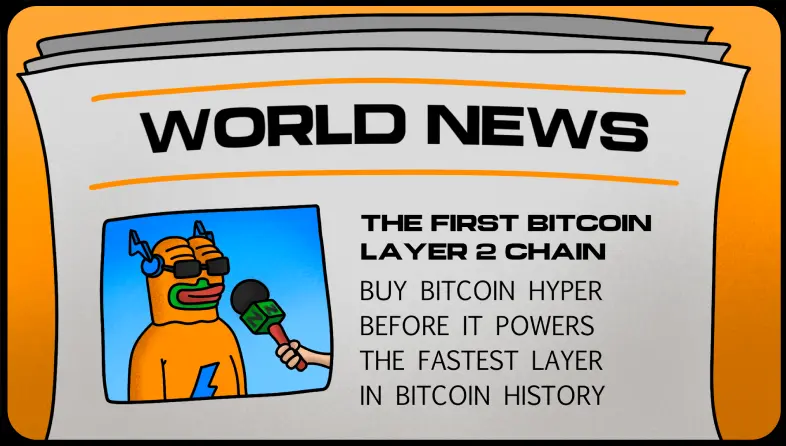 WORLD NEWS
THE FIRST BITCOIN
LAYER 2 CHAIN
BUY BITCOIN HYPER
BEFORE IT POWERS
THE FASTEST LAYER
IN BITCOIN HISTORY